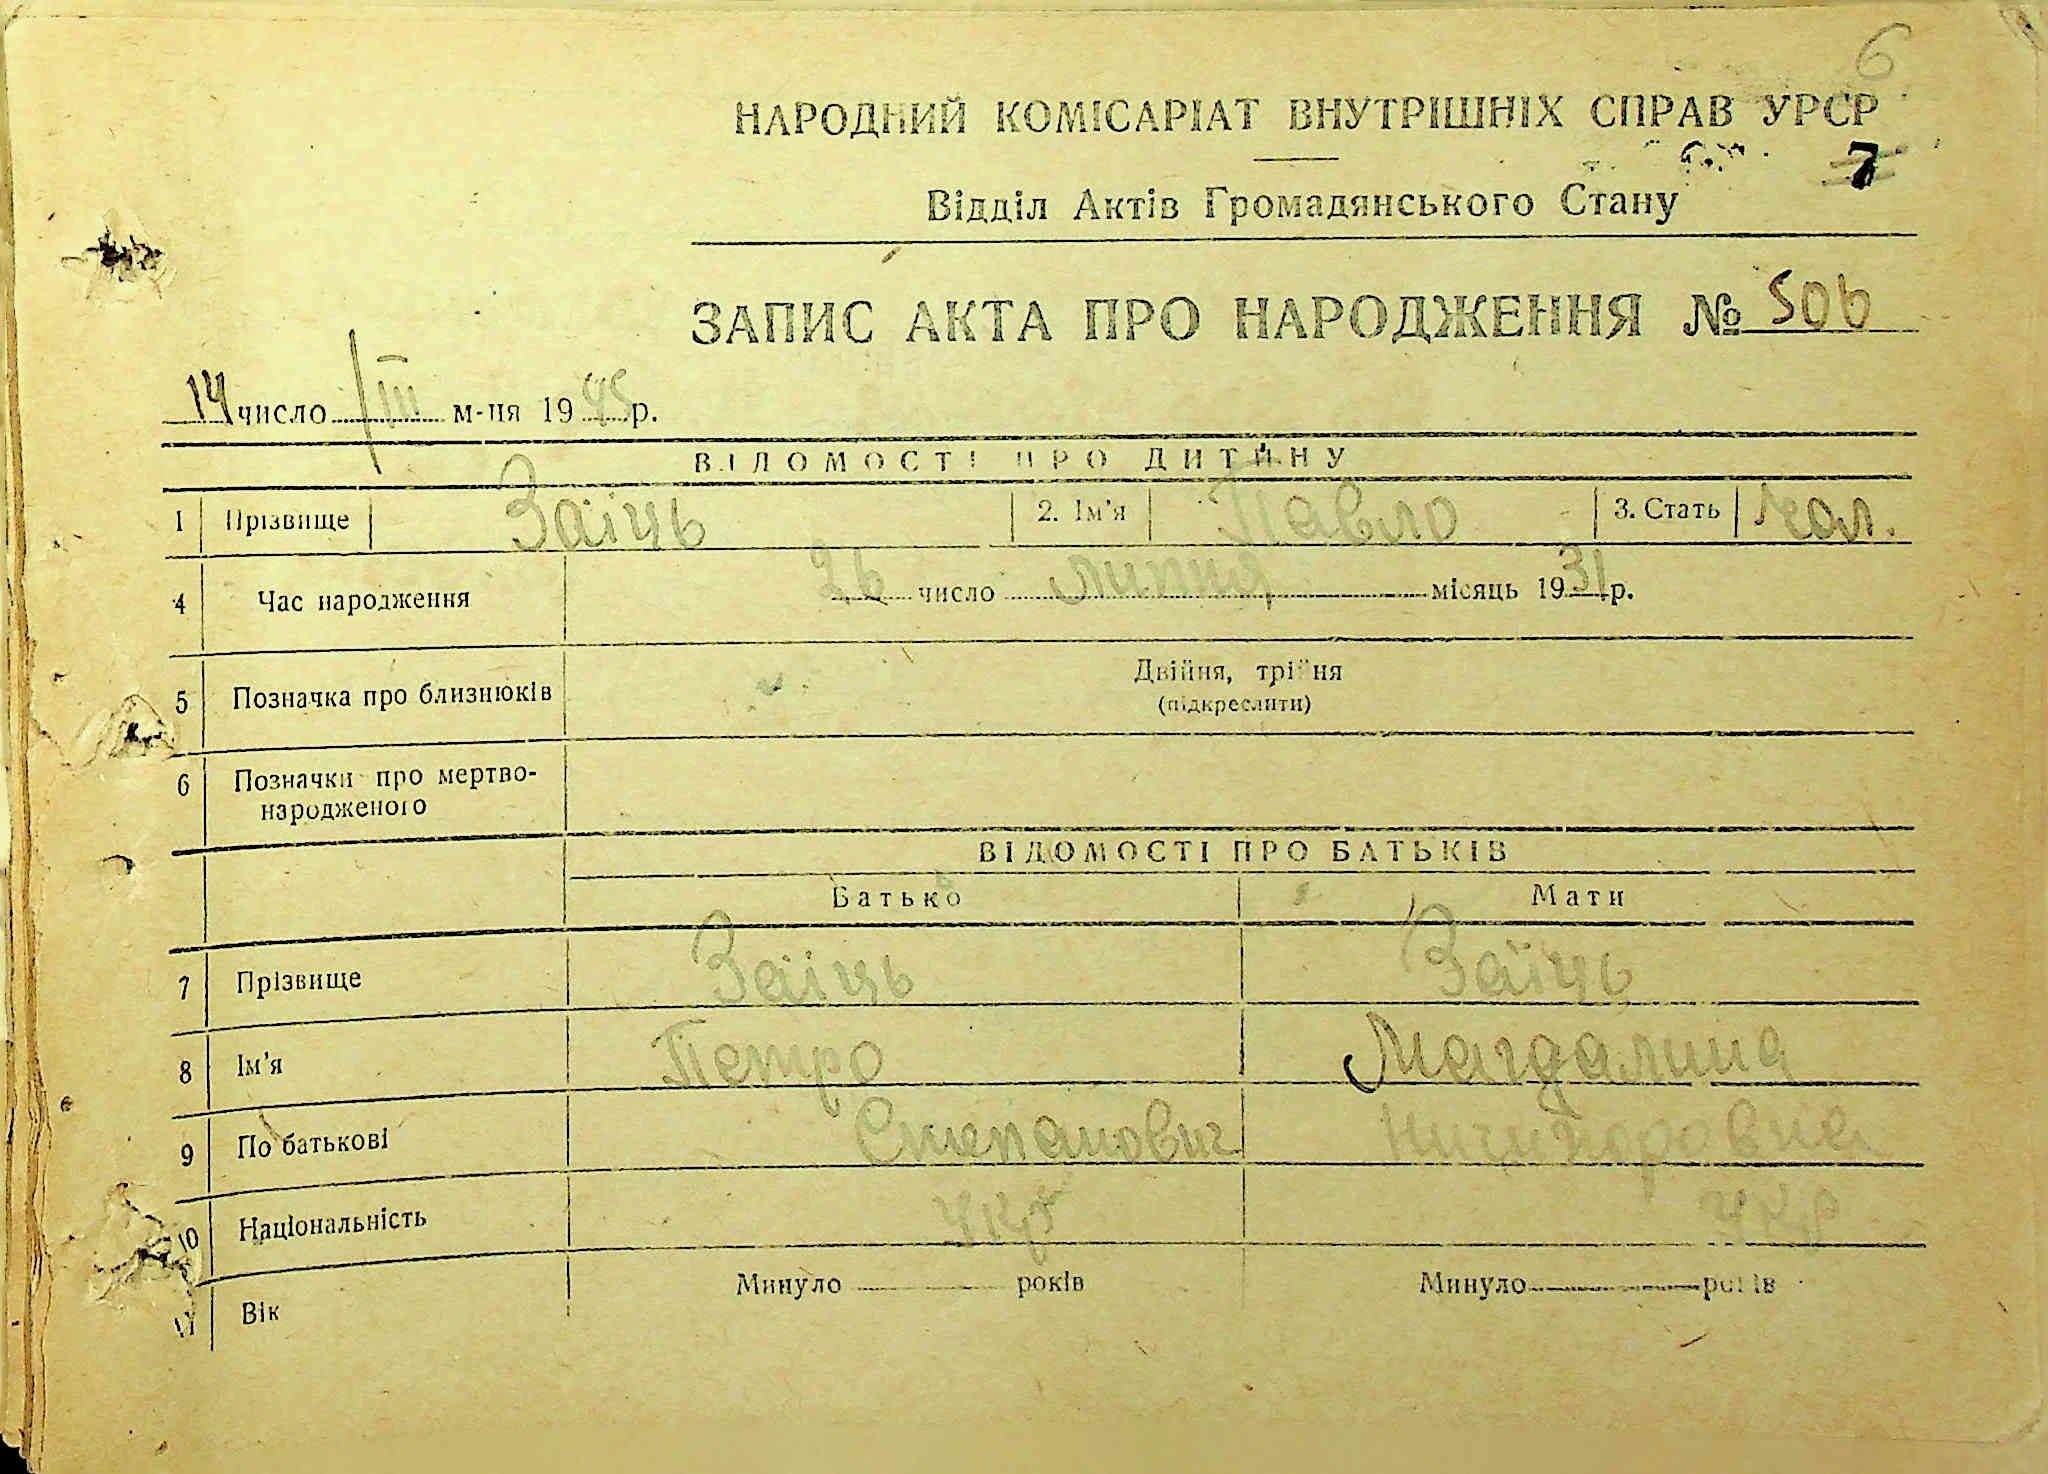 6
НАРОДНИЙ КОМІСАРІАТ ВНУТРІШНІХ СПРАВ УРСР
7
Відділ Актів Громадянського Стану
ЗАПИС АКТА ПРО НАРОДЖЕННЯ № 506
14 число III м-ця 1945 р.
ВІДОМОСТІ ПРО ДИТИНУ
1 Прізвище Заїць 2. Ім'я Павло 3. Стать чол.
4 Час народження 26 число липня місяць 1931 р.
5 Позначка про близнюків Двійня, трійня
(підкреслити)
6 Позначки про мертво-
народженого
ВІДОМОСТІ ПРО БАТЬКІВ
Батько Мати
7 Прізвище Заїць Заїць
8 Ім'я Петро Магдалина
9 По батькові Степанович Ничихоровна
10 Національність Укр Укр
11 Вік Минуло років Минуло років